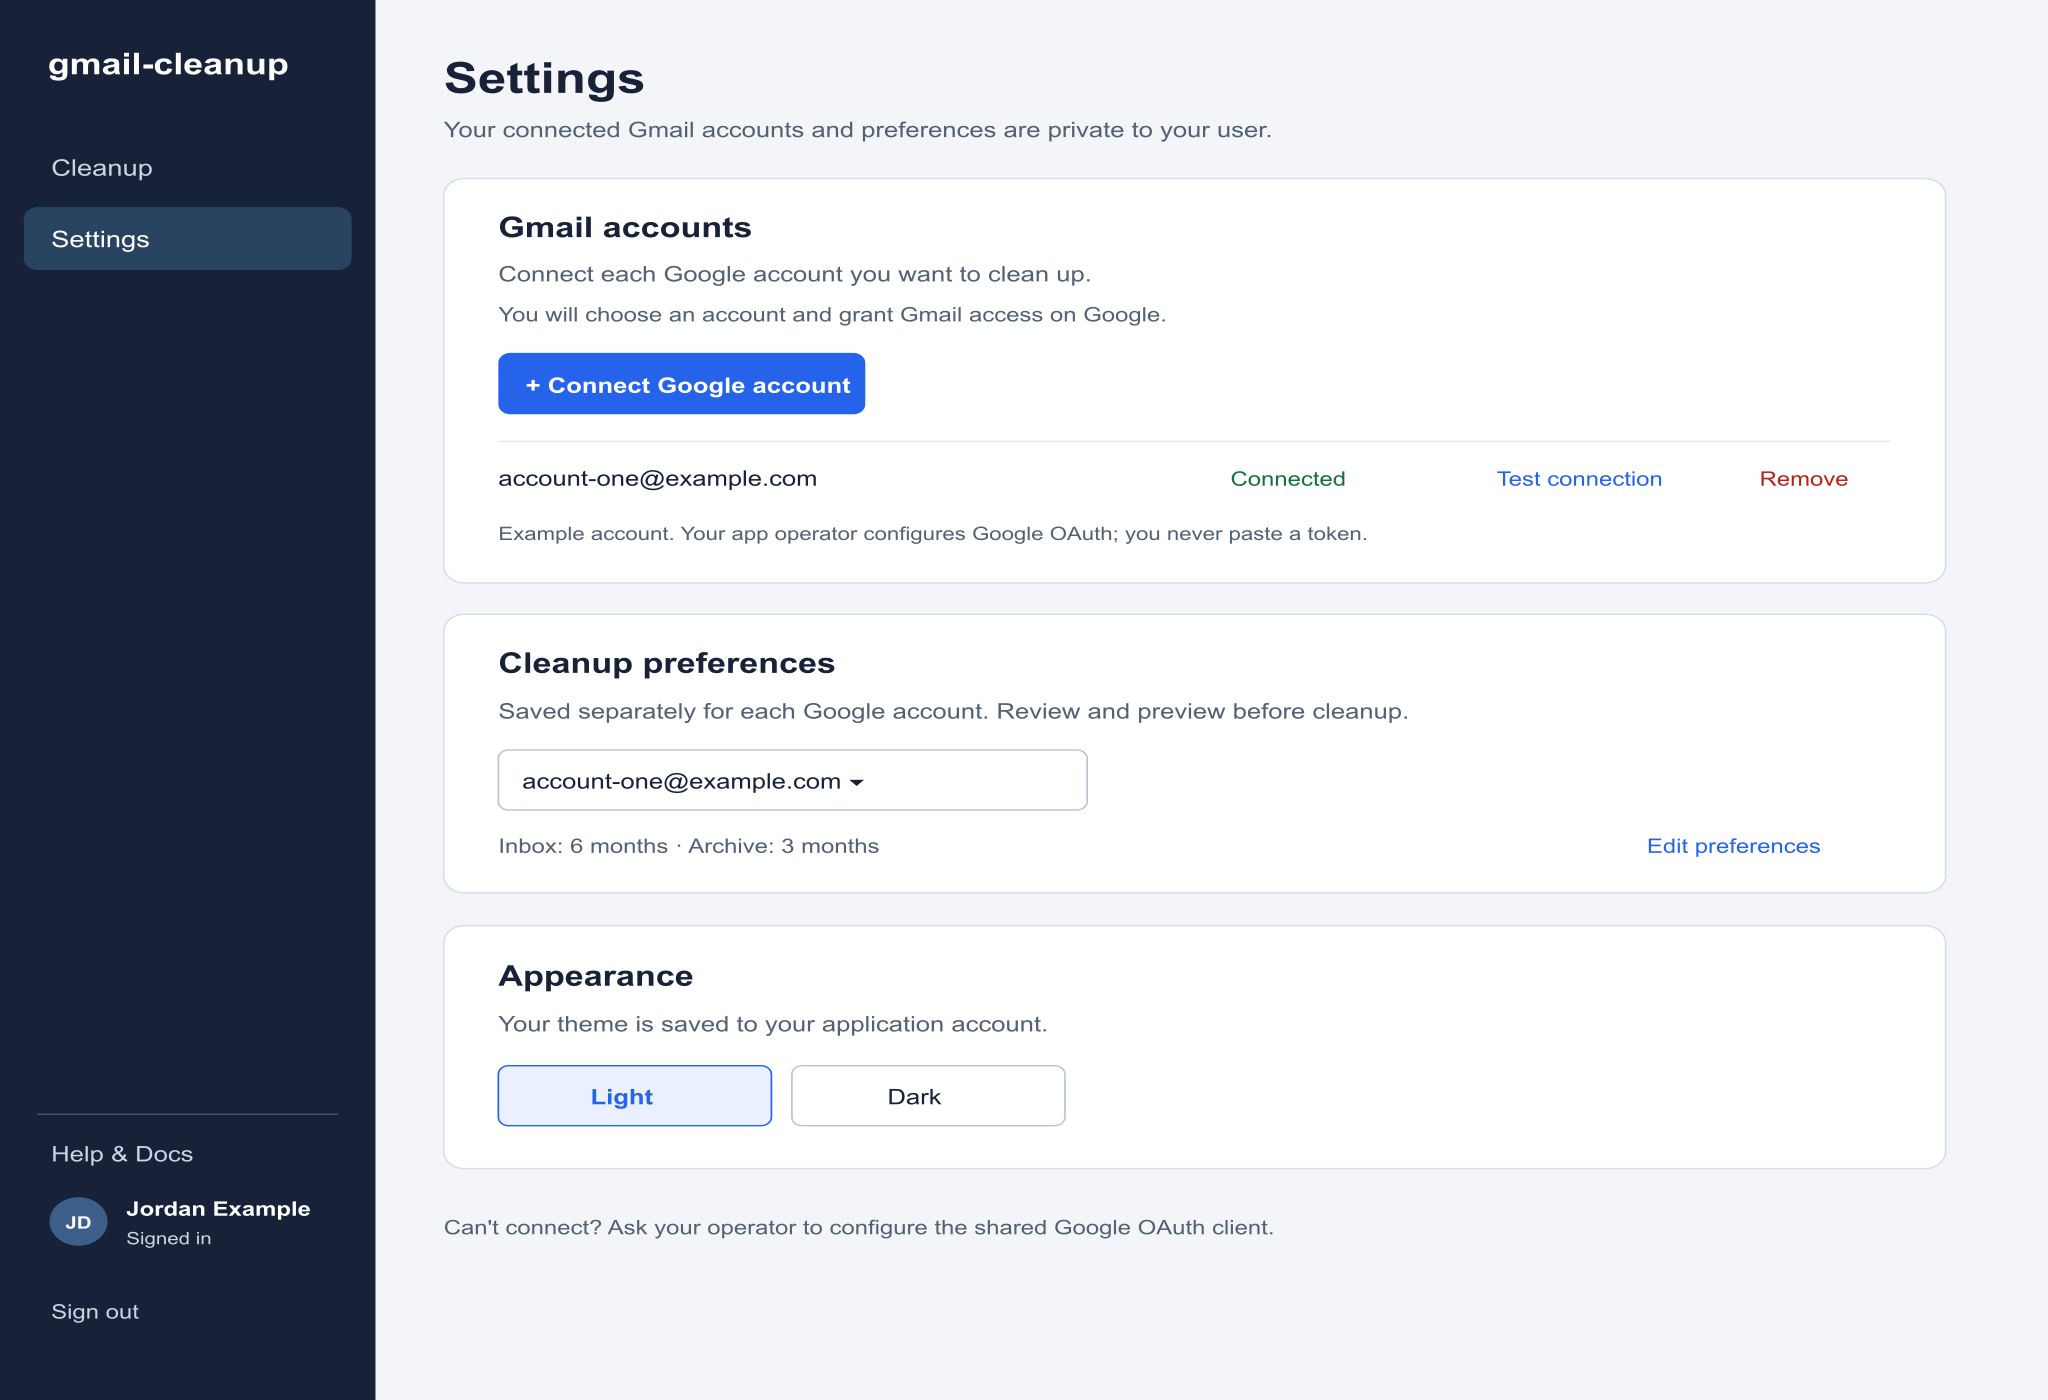 gmail-cleanup
Cleanup
Settings
Help & Docs
JD
Jordan Example
Signed in
Sign out
Settings
Your connected Gmail accounts and preferences are private to your user.
Gmail accounts
Connect each Google account you want to clean up.
You will choose an account and grant Gmail access on Google.
+ Connect Google account
account-one@example.com Connected Test connection Remove
Example account. Your app operator configures Google OAuth; you never paste a token.
Cleanup preferences
Saved separately for each Google account. Review and preview before cleanup.
account-one@example.com
Inbox: 6 months · Archive: 3 months Edit preferences
Appearance
Your theme is saved to your application account.
Light Dark
Can't connect? Ask your operator to configure the shared Google OAuth client.